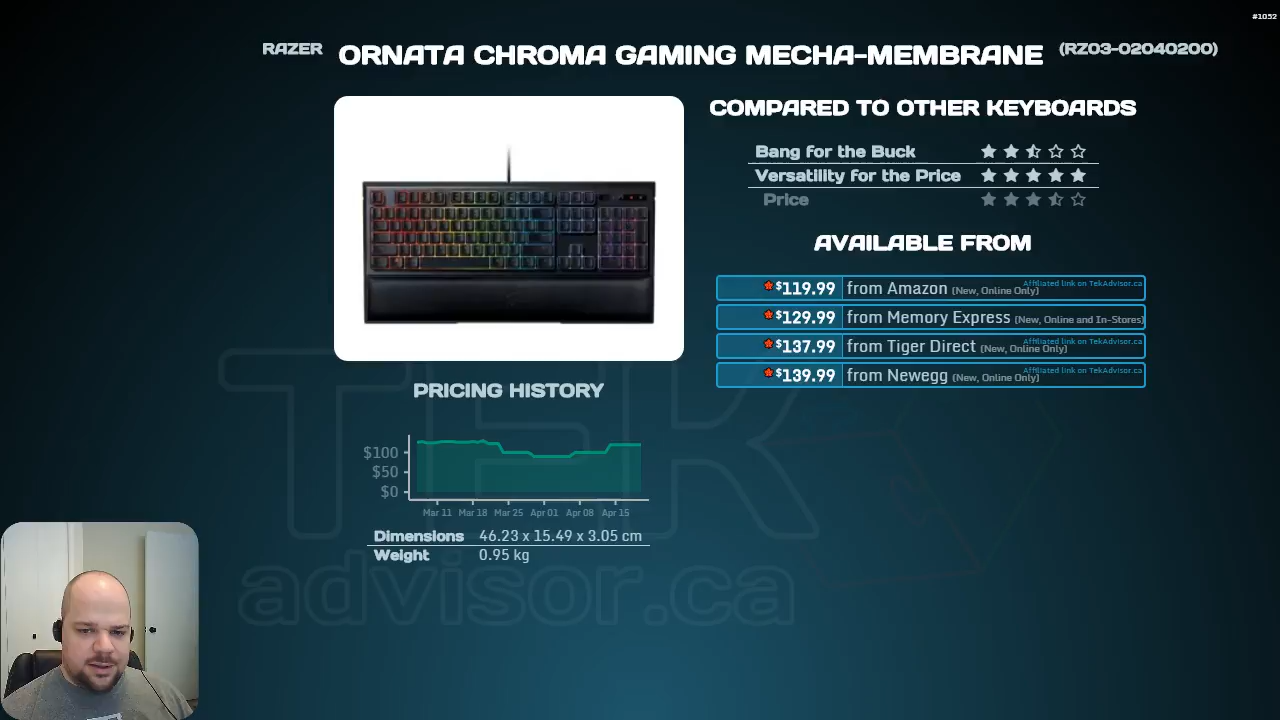 #1052
RAZER ORNATA CHROMA GAMING MECHA-MEMBRANE (RZ03-02040200)
COMPARED TO OTHER KEYBOARDS
Bang for the Buck
Versatility for the Price
Price
AVAILABLE FROM
$119.99 from Amazon (New, Online Only) Affiliated link on TekAdvisor.ca
$129.99 from Memory Express (New, Online and In-Stores)
$137.99 from Tiger Direct (New, Online Only) Affiliated link on TekAdvisor.ca
$139.99 from Newegg (New, Online Only) Affiliated link on TekAdvisor.ca
PRICING HISTORY
$100
$50
$0
Mar 11 Mar 18 Mar 25 Apr 01 Apr 08 Apr 15
Dimensions 46.23 x 15.49 x 3.05 cm
Weight 0.95 kg
TEK
advisor.ca